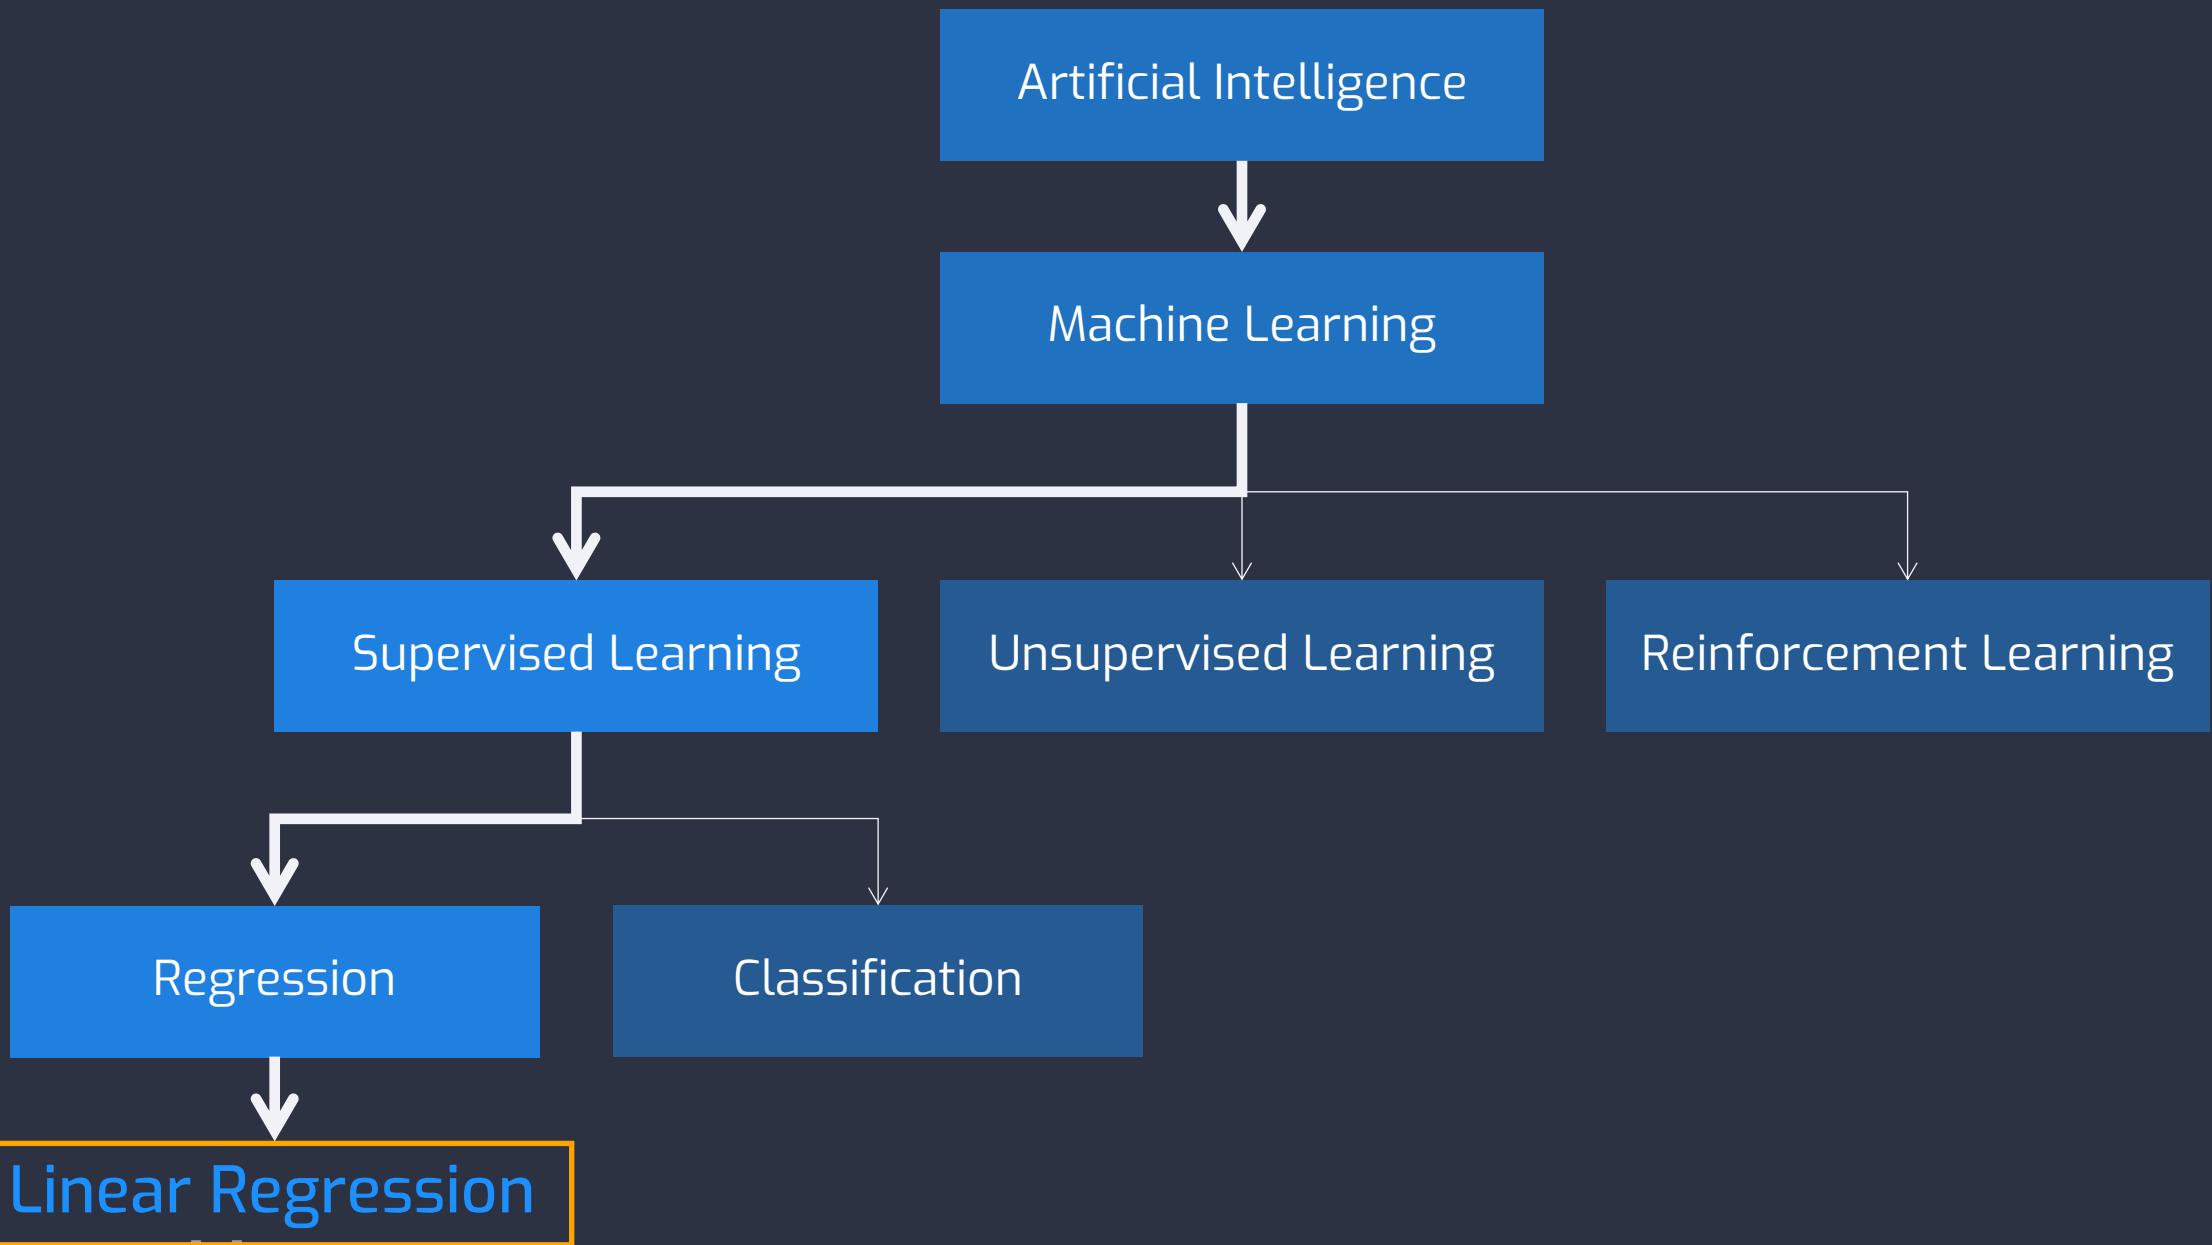 Artificial Intelligence
Machine Learning
Supervised Learning
Unsupervised Learning
Reinforcement Learning
Regression
Classification
Linear Regression